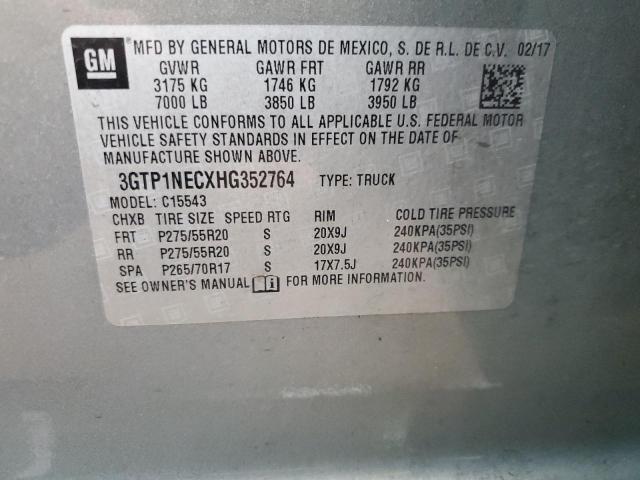 GM
MFD BY GENERAL MOTORS DE MEXICO, S. DE R.L. DE C.V. 02/17
GVWR GAWR FRT GAWR RR
3175 KG 1746 KG 1792 KG
7000 LB 3850 LB 3950 LB
THIS VEHICLE CONFORMS TO ALL APPLICABLE U.S. FEDERAL MOTOR
VEHICLE SAFETY STANDARDS IN EFFECT ON THE DATE OF
MANUFACTURE SHOWN ABOVE.
3GTP1NECXHG352764 TYPE: TRUCK
MODEL: C15543
CHXB TIRE SIZE SPEED RTG RIM COLD TIRE PRESSURE
FRT P275/55R20 S 20X9J 240KPA(35PSI)
RR P275/55R20 S 20X9J 240KPA(35PSI)
SPA P265/70R17 S 17X7.5J 240KPA(35PSI)
SEE OWNER'S MANUAL FOR MORE INFORMATION.